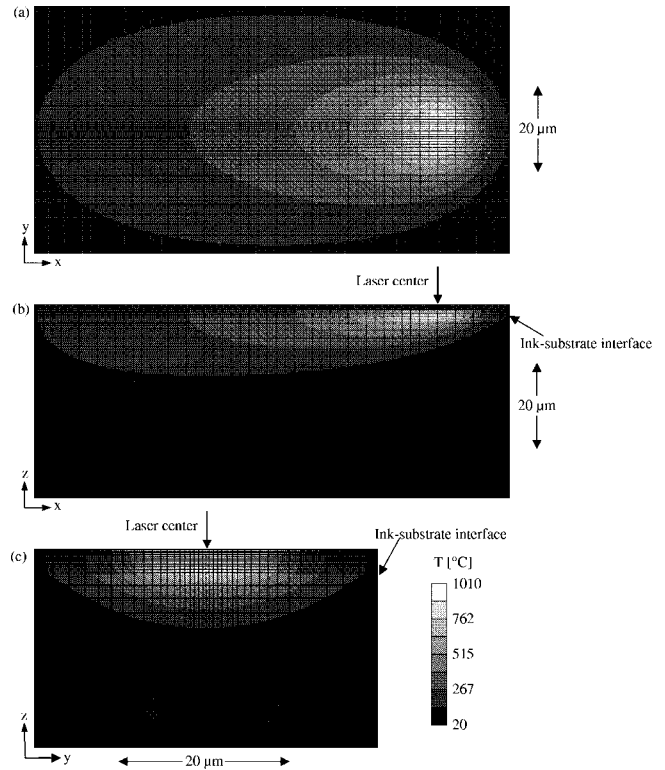 (a)
20 µm
y
x
Laser center
(b)
Ink-substrate interface
20 µm
z
x
Laser center
Ink-substrate interface
(c)
T [°C]
1010
762
515
267
20
z
y
20 µm